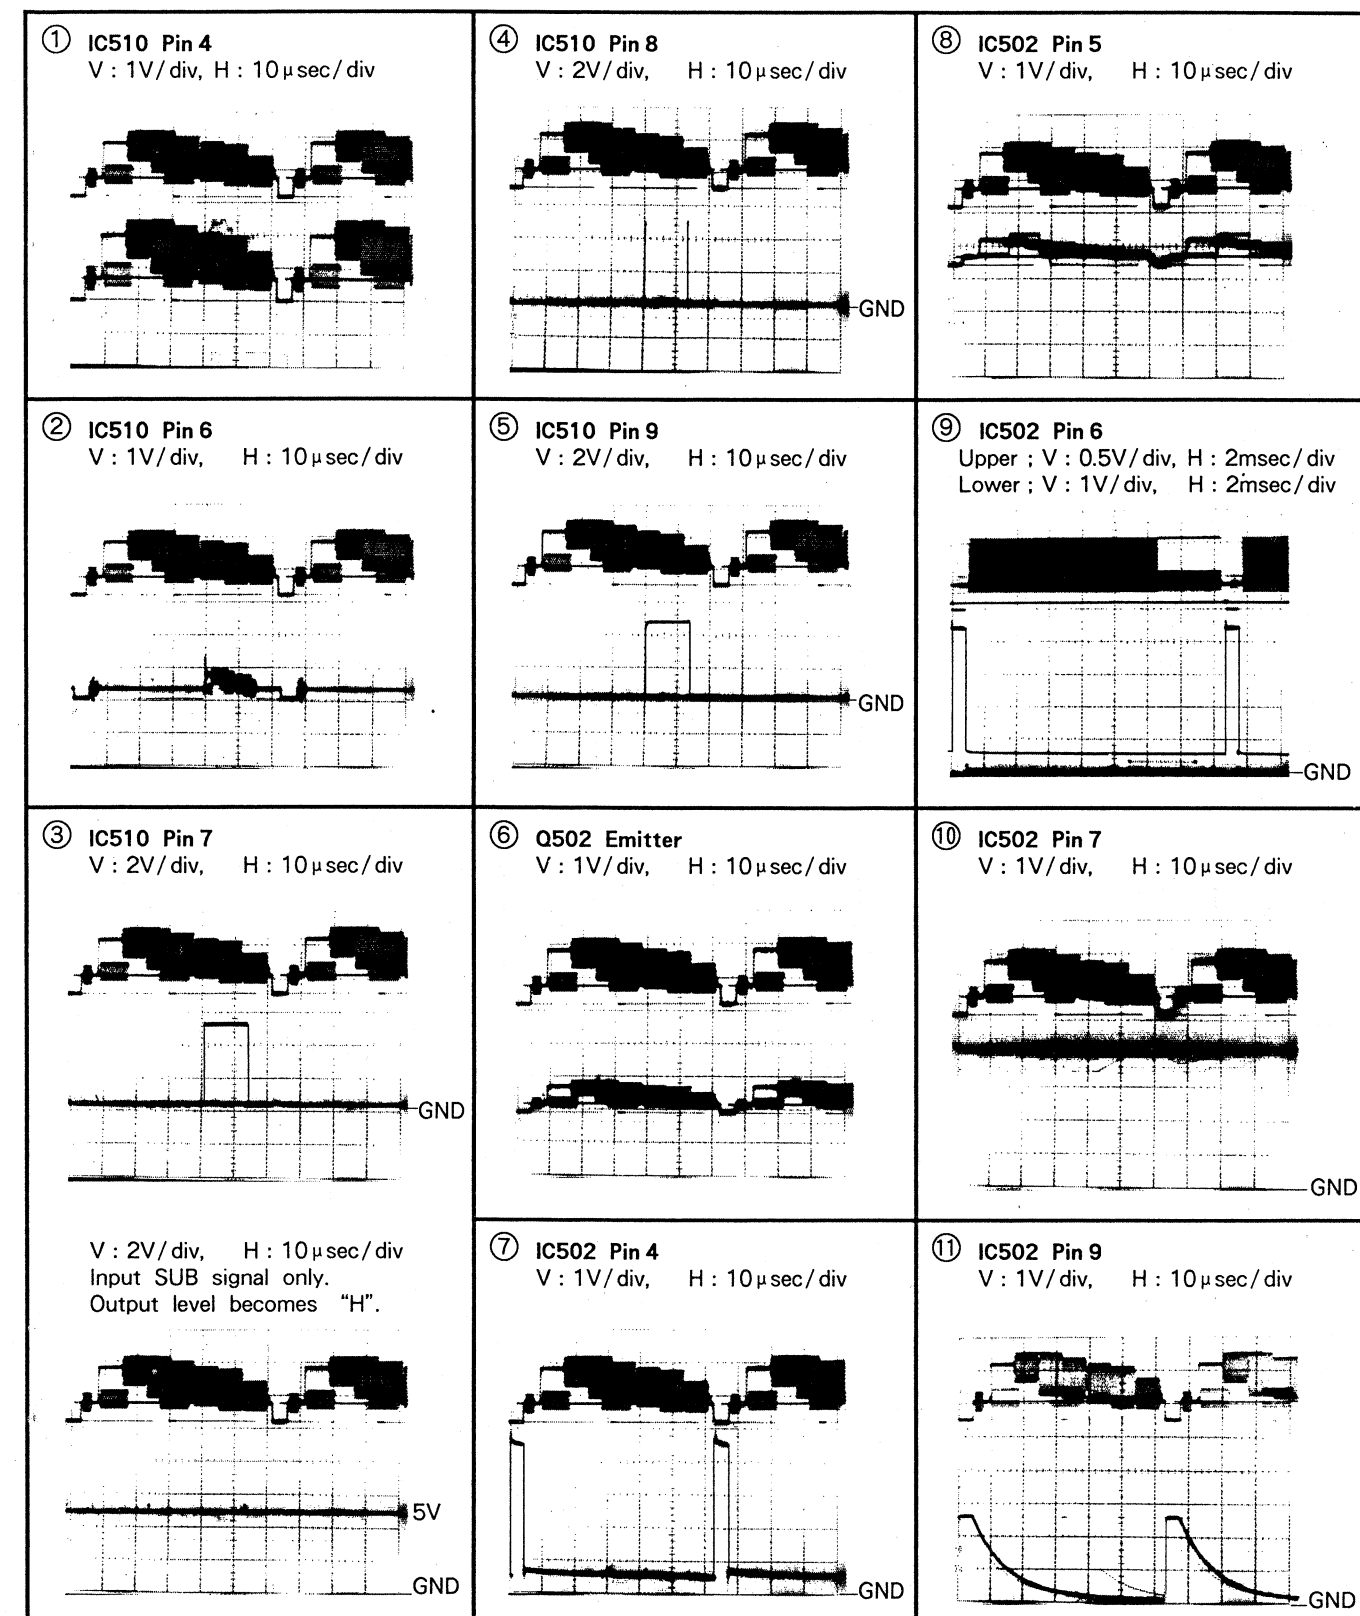 ① IC510 Pin 4
V : 1V/div, H : 10μsec/div
② IC510 Pin 6
V : 1V/div, H : 10μsec/div
③ IC510 Pin 7
V : 2V/div, H : 10μsec/div
GND
V : 2V/div, H : 10μsec/div
Input SUB signal only.
Output level becomes “H”.
5V
GND
④ IC510 Pin 8
V : 2V/div, H : 10μsec/div
GND
⑤ IC510 Pin 9
V : 2V/div, H : 10μsec/div
GND
⑥ Q502 Emitter
V : 1V/div, H : 10μsec/div
⑦ IC502 Pin 4
V : 1V/div, H : 10μsec/div
GND
⑧ IC502 Pin 5
V : 1V/div, H : 10μsec/div
⑨ IC502 Pin 6
Upper ; V : 0.5V/div, H : 2msec/div
Lower ; V : 1V/div, H : 2msec/div
GND
⑩ IC502 Pin 7
V : 1V/div, H : 10μsec/div
GND
⑪ IC502 Pin 9
V : 1V/div, H : 10μsec/div
GND